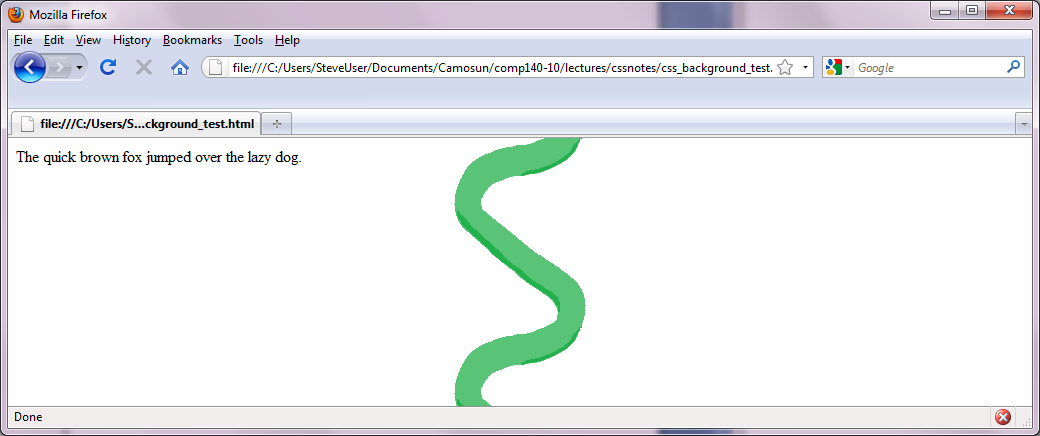 Mozilla Firefox
File Edit View History Bookmarks Tools Help
file:///C:/Users/SteveUser/Documents/Camosun/comp140-10/lectures/cssnotes/css_background_test.
Google
file:///C:/Users/S...ckground_test.html
The quick brown fox jumped over the lazy dog.
Done